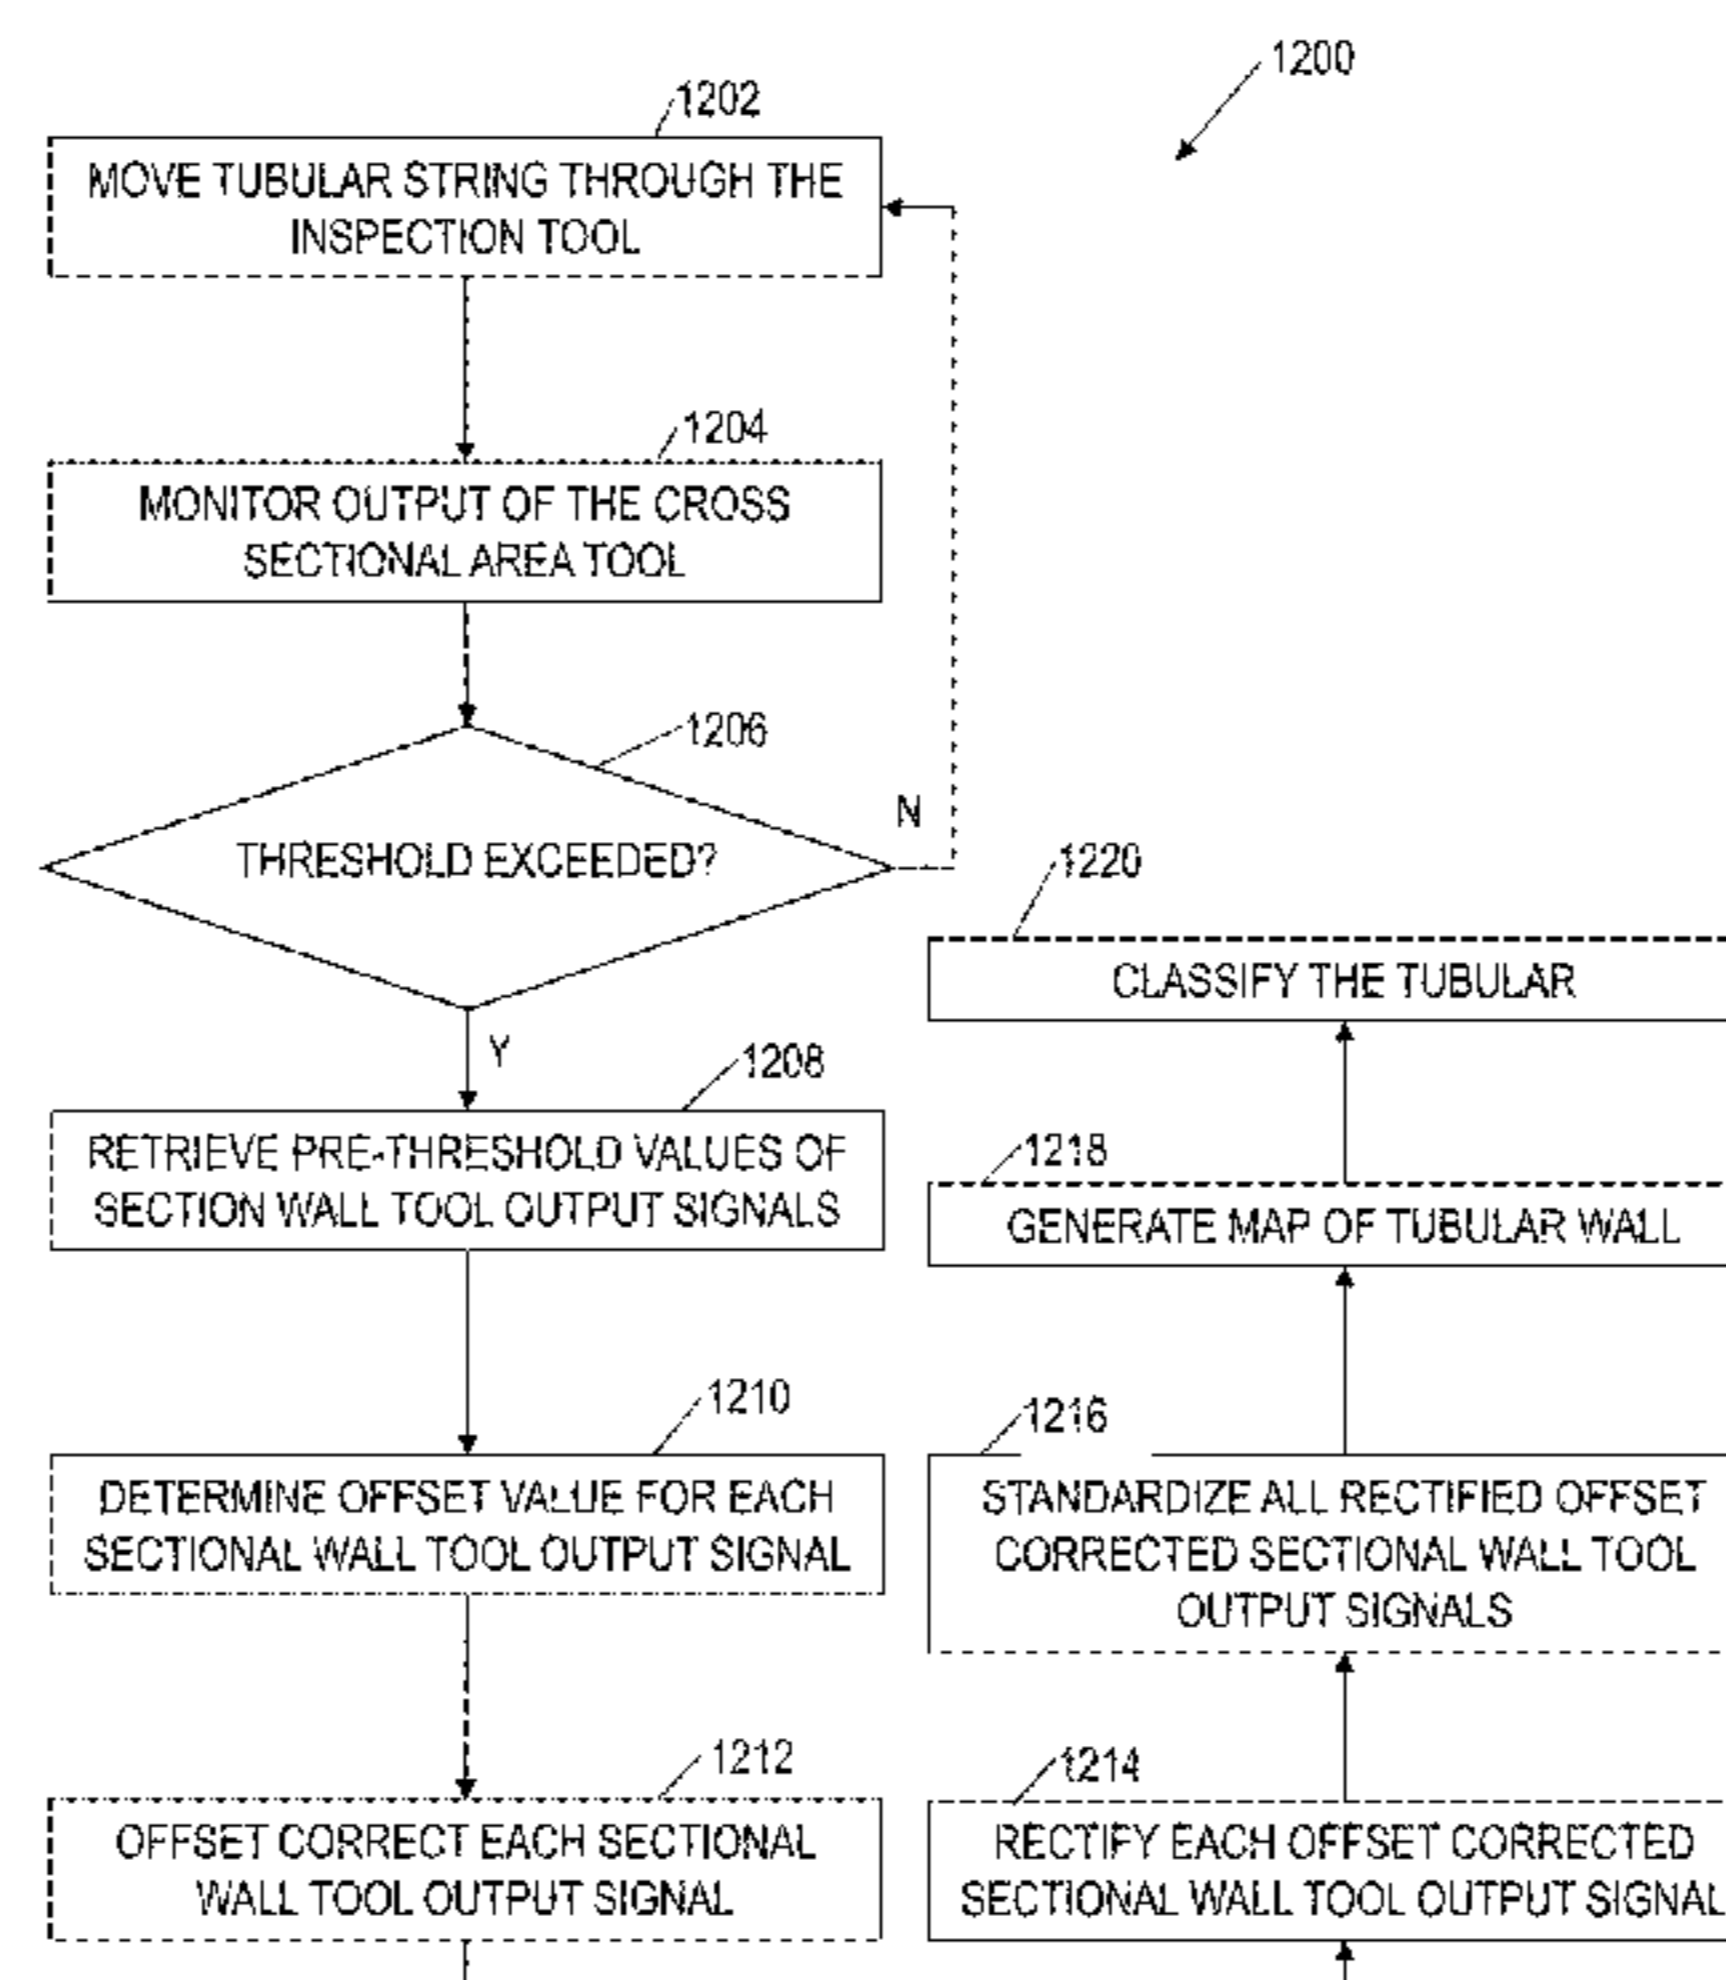 1200
1202
MOVE TUBULAR STRING THROUGH THE
INSPECTION TOOL
1204
MONITOR OUTPUT OF THE CROSS
SECTIONAL AREA TOOL
1206
THRESHOLD EXCEEDED?
N
Y
1208
RETRIEVE PRE-THRESHOLD VALUES OF
SECTION WALL TOOL OUTPUT SIGNALS
1210
DETERMINE OFFSET VALUE FOR EACH
SECTIONAL WALL TOOL OUTPUT SIGNAL
1212
OFFSET CORRECT EACH SECTIONAL
WALL TOOL OUTPUT SIGNAL
1214
RECTIFY EACH OFFSET CORRECTED
SECTIONAL WALL TOOL OUTPUT SIGNAL
1216
STANDARDIZE ALL RECTIFIED OFFSET
CORRECTED SECTIONAL WALL TOOL
OUTPUT SIGNALS
1218
GENERATE MAP OF TUBULAR WALL
1220
CLASSIFY THE TUBULAR